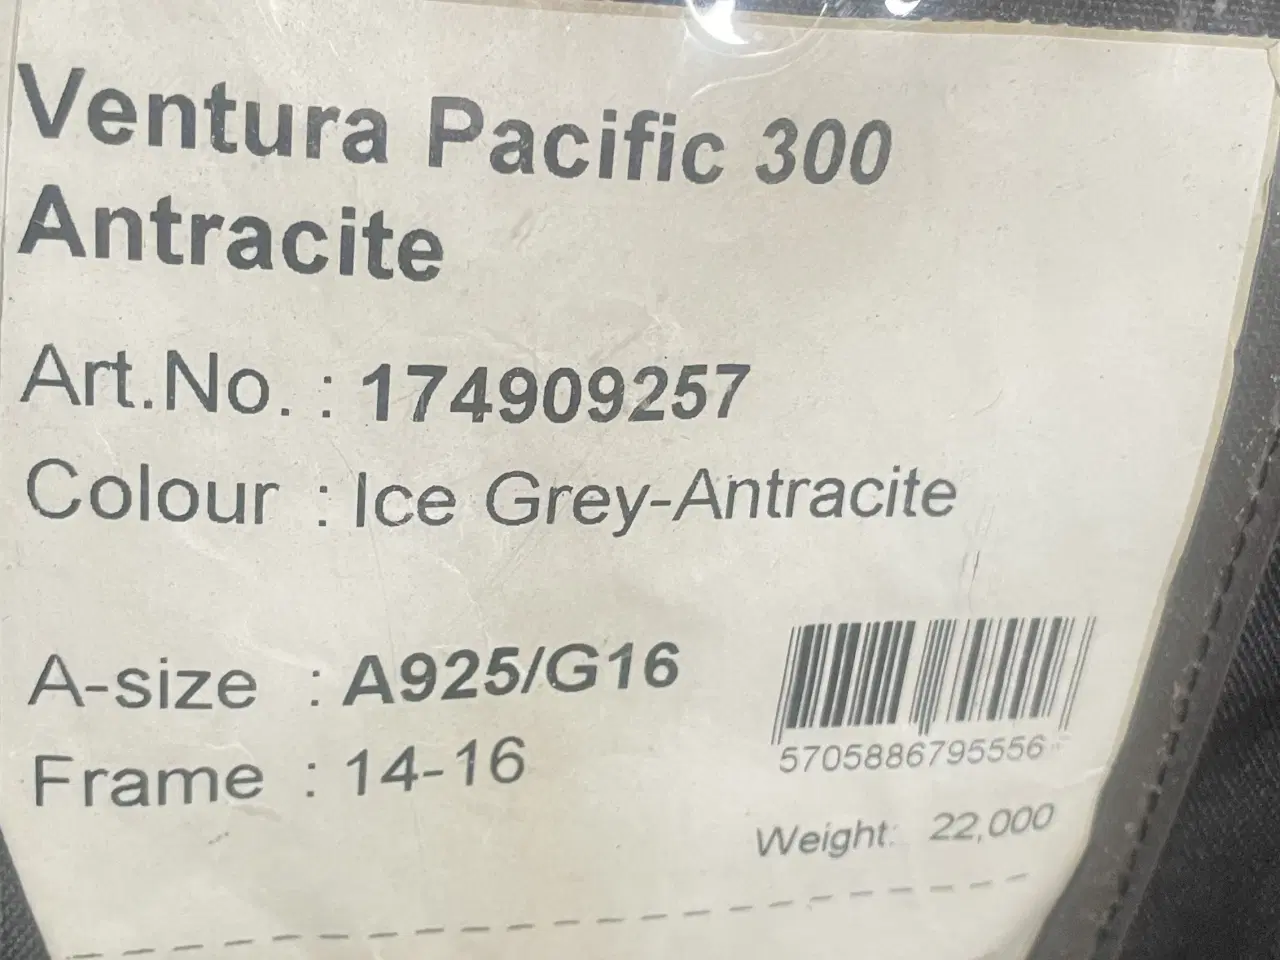 Ventura Pacific 300
Antracite
Art.No. : 174909257
Colour : Ice Grey-Antracite
A-size : A925/G16
Frame : 14-16
5705886795556
Weight: 22,000